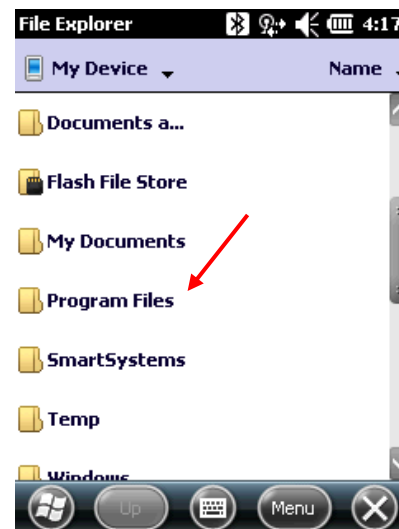 File Explorer 4:17
My Device Name
Documents a...
Flash File Store
My Documents
Program Files
SmartSystems
Temp
Windows
Up Menu